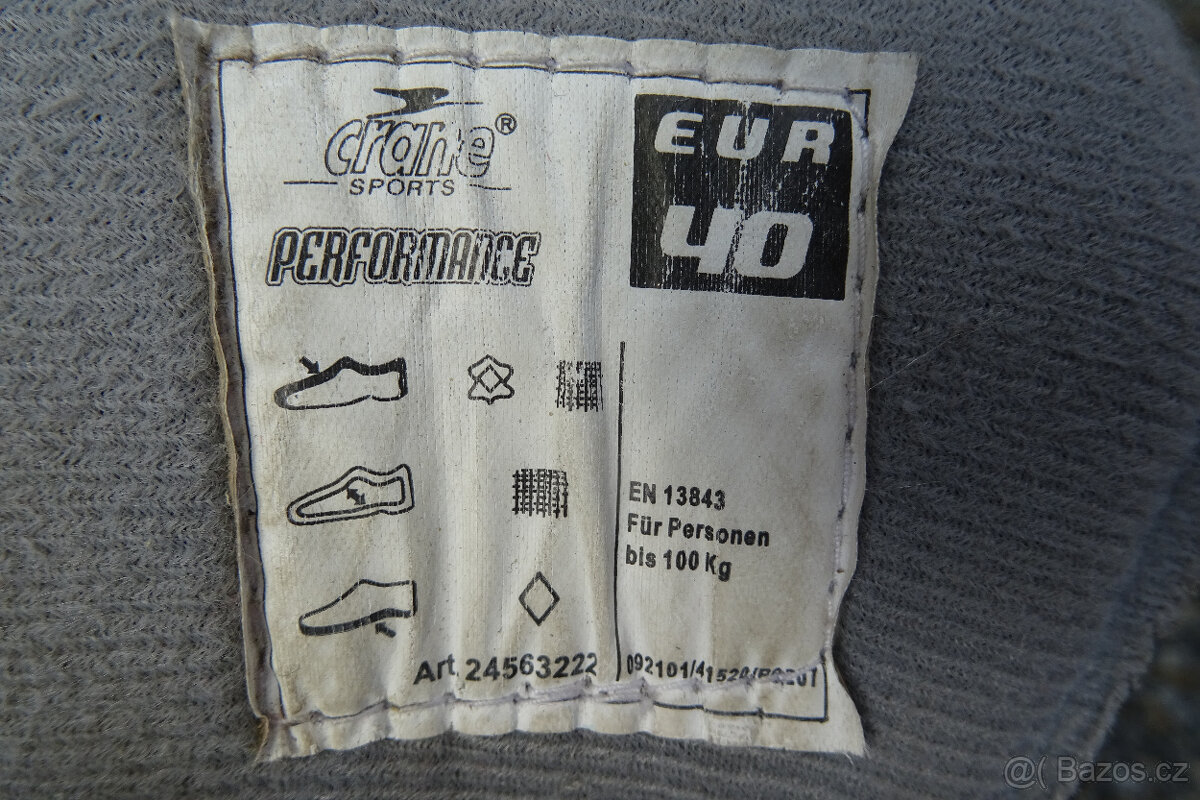 crane®
SPORTS
PERFORMANCE
EUR
40
EN 13843
Für Personen
bis 100 Kg
Art. 24563222
@( Bazos.cz